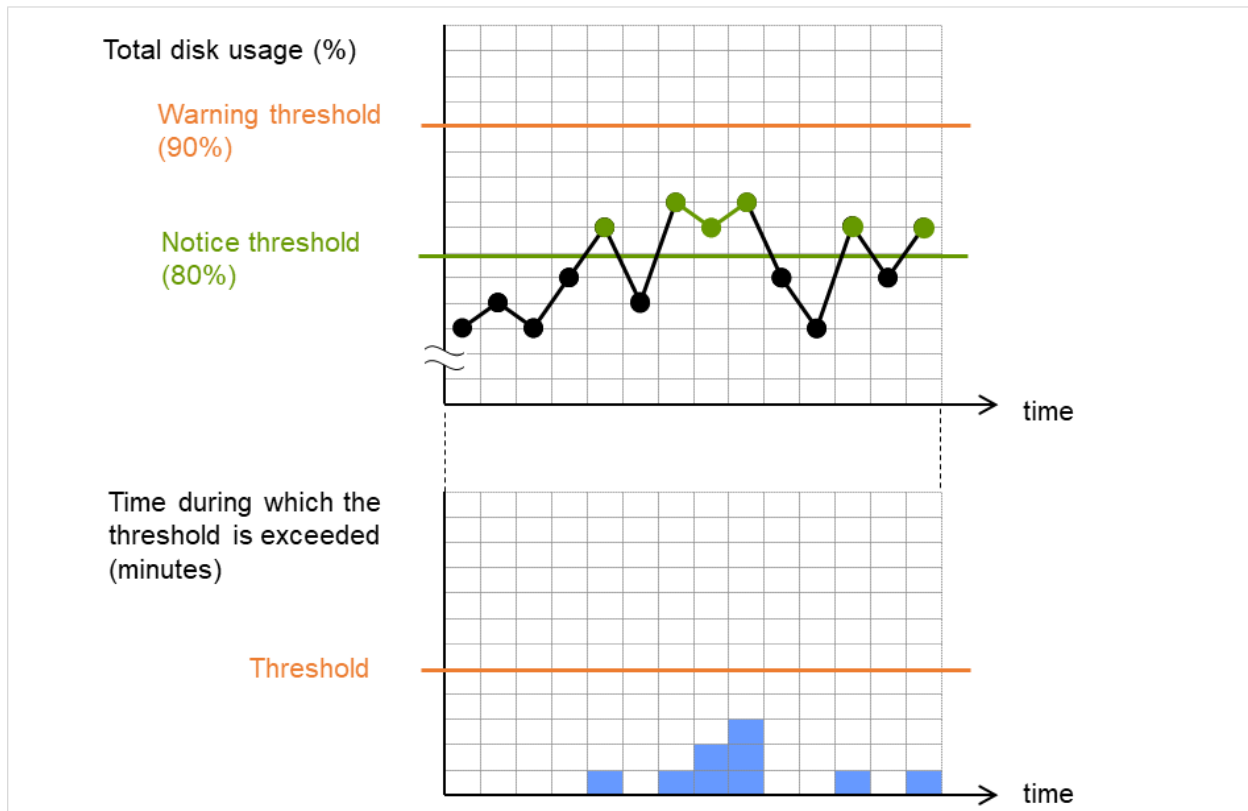 Total disk usage (%)
Warning threshold
(90%)
Notice threshold
(80%)
time
Time during which the
threshold is exceeded
(minutes)
Threshold
time